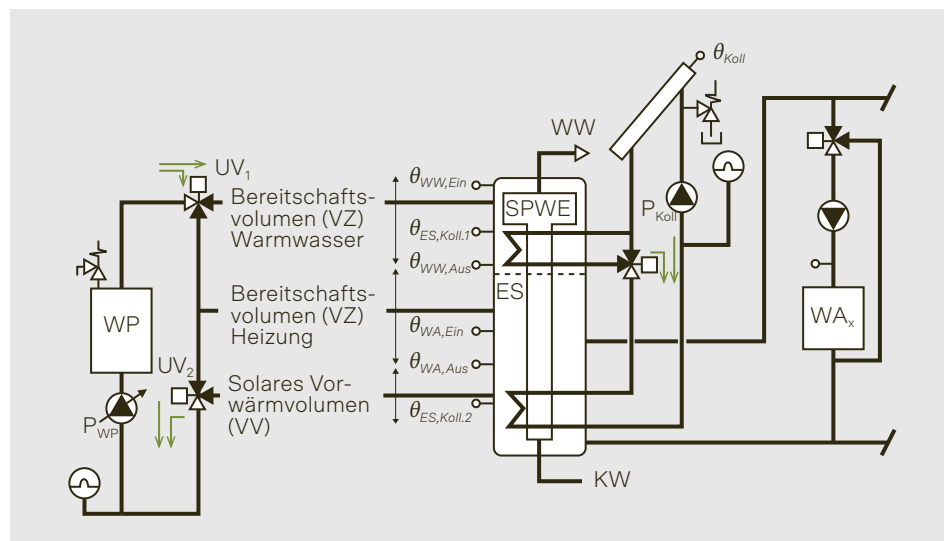 θKoll
WW
UV₁
Bereitschafts-
volumen (VZ)
Warmwasser
θWW,Ein
SPWE
PKoll
θES,Koll.1
θWW,Aus
ES
WP
Bereitschafts-
volumen (VZ)
Heizung
θWA,Ein
WAₓ
UV₂
θWA,Aus
Solares Vor-
wärmvolumen
(VV)
θES,Koll.2
PWP
KW